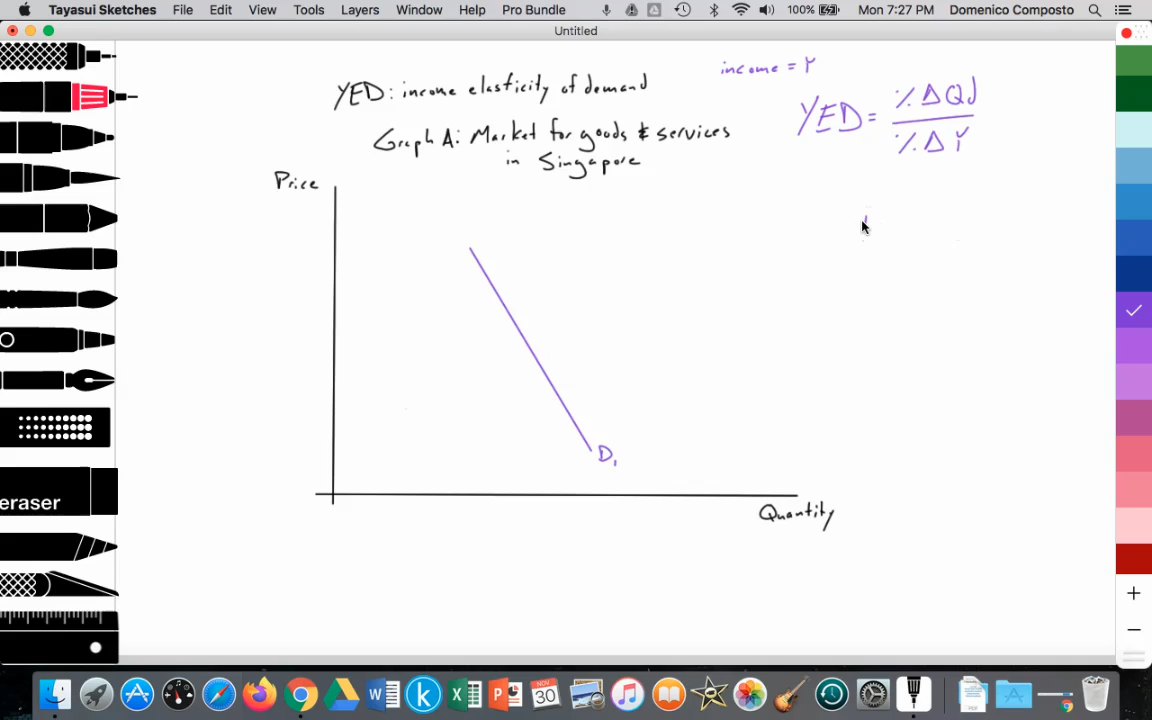 Tayasui Sketches File Edit View Tools Layers Window Help Pro Bundle 100% Mon 7:27 PM Domenico Composto
Untitled
income = Y
YED: income elasticity of demand
YED = %ΔQd / %ΔY
Graph A: Market for goods & services
in Singapore
Price
D1
Quantity
eraser
NOV
30